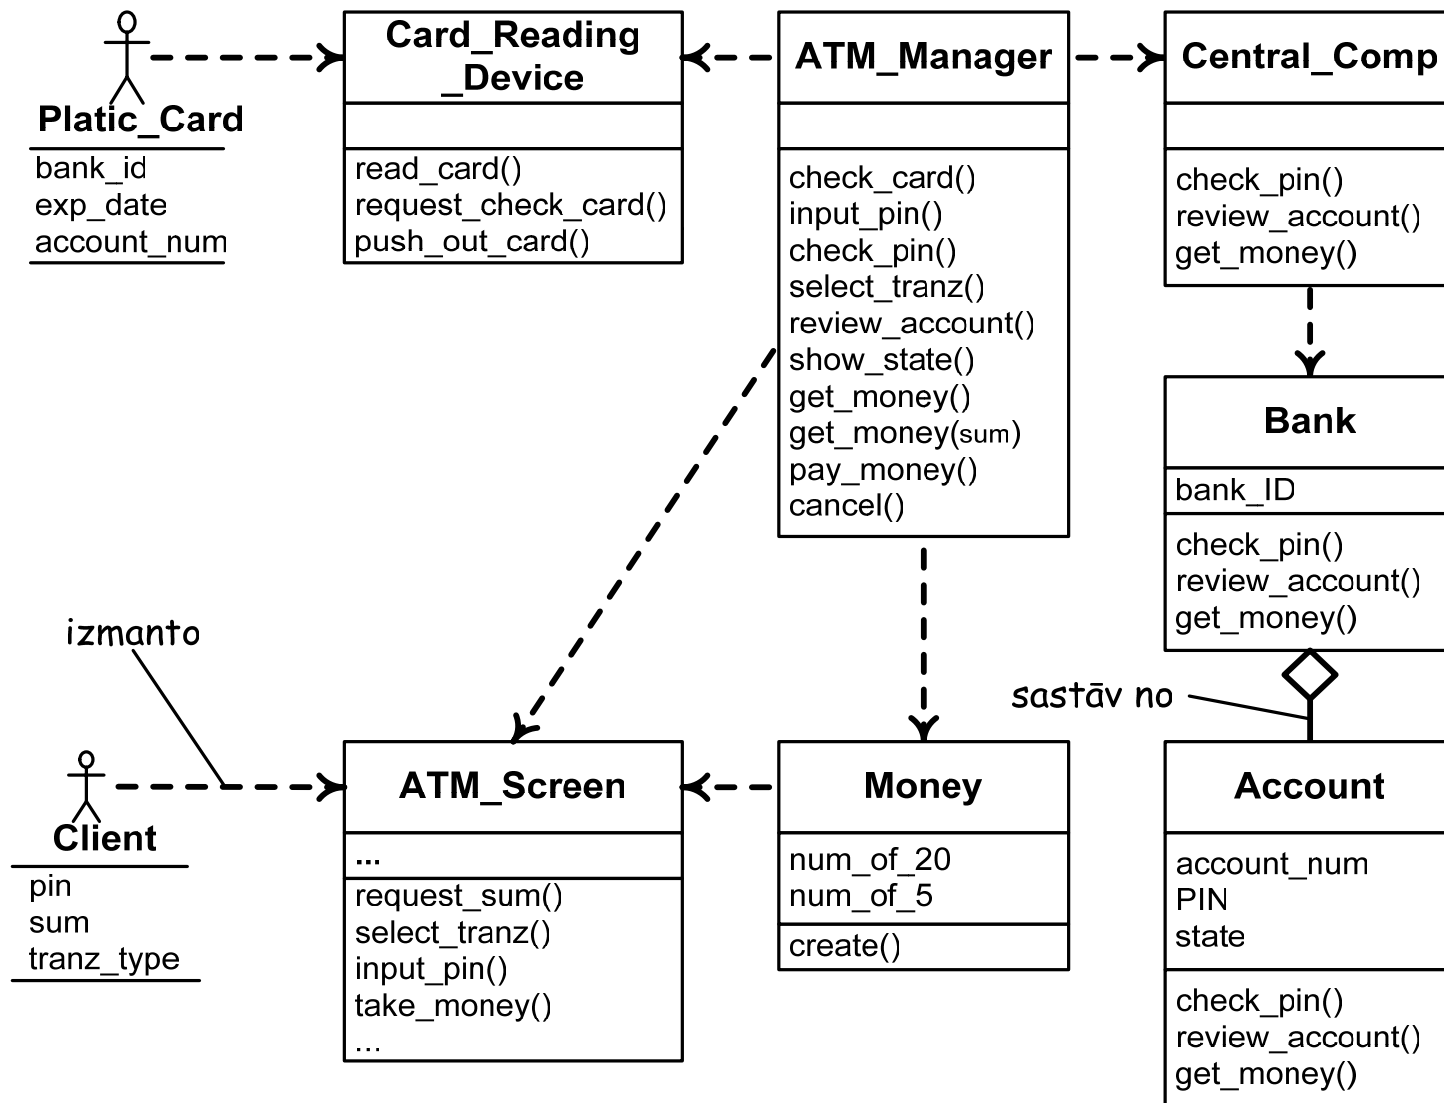 Platic_Card
bank_id
exp_date
account_num
Card_Reading
_Device
read_card()
request_check_card()
push_out_card()
ATM_Manager
check_card()
input_pin()
check_pin()
select_tranz()
review_account()
show_state()
get_money()
get_money(sum)
pay_money()
cancel()
Central_Comp
check_pin()
review_account()
get_money()
Bank
bank_ID
check_pin()
review_account()
get_money()
izmanto
sastāv no
Client
pin
sum
tranz_type
ATM_Screen
...
request_sum()
select_tranz()
input_pin()
take_money()
...
Money
num_of_20
num_of_5
create()
Account
account_num
PIN
state
check_pin()
review_account()
get_money()